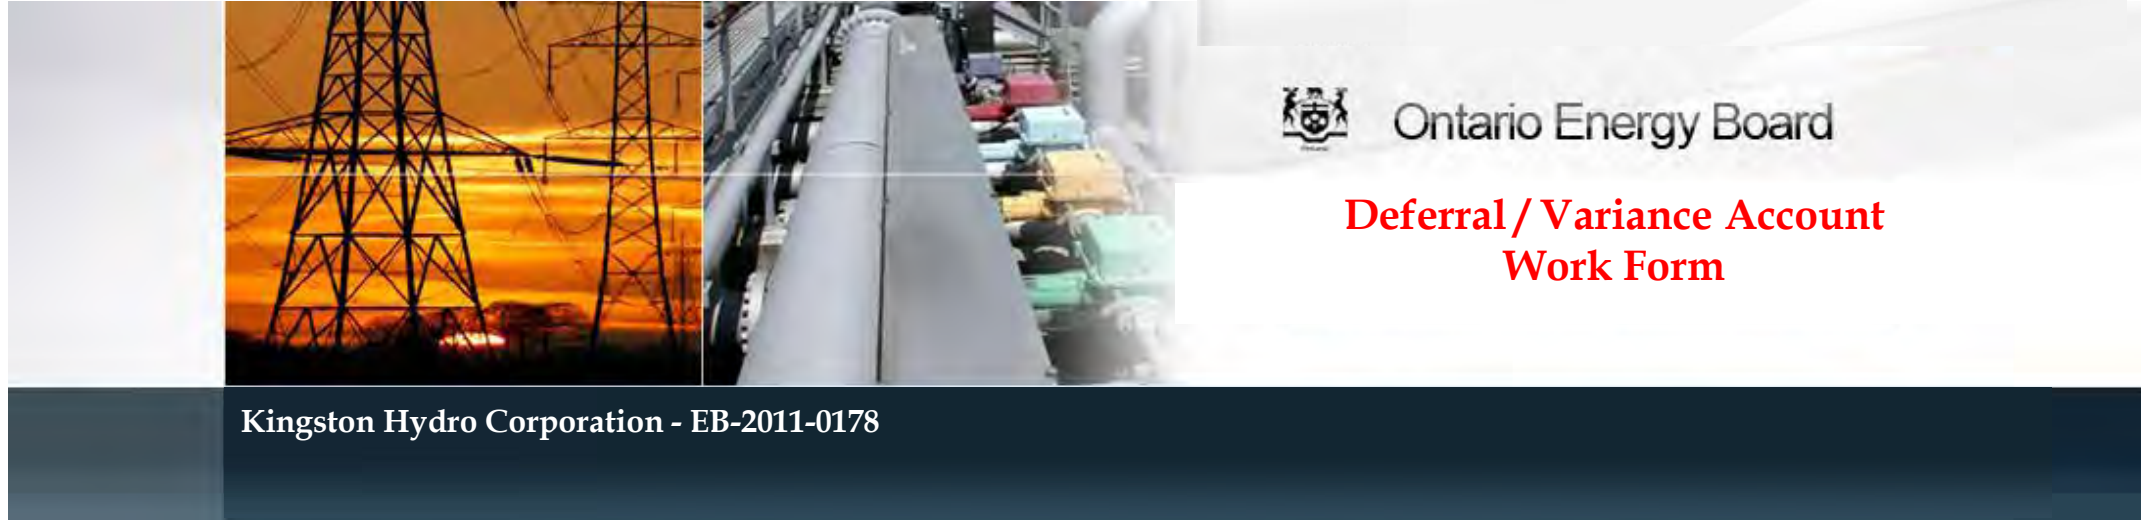 Ontario Energy Board
Deferral / Variance Account
Work Form
Kingston Hydro Corporation - EB-2011-0178